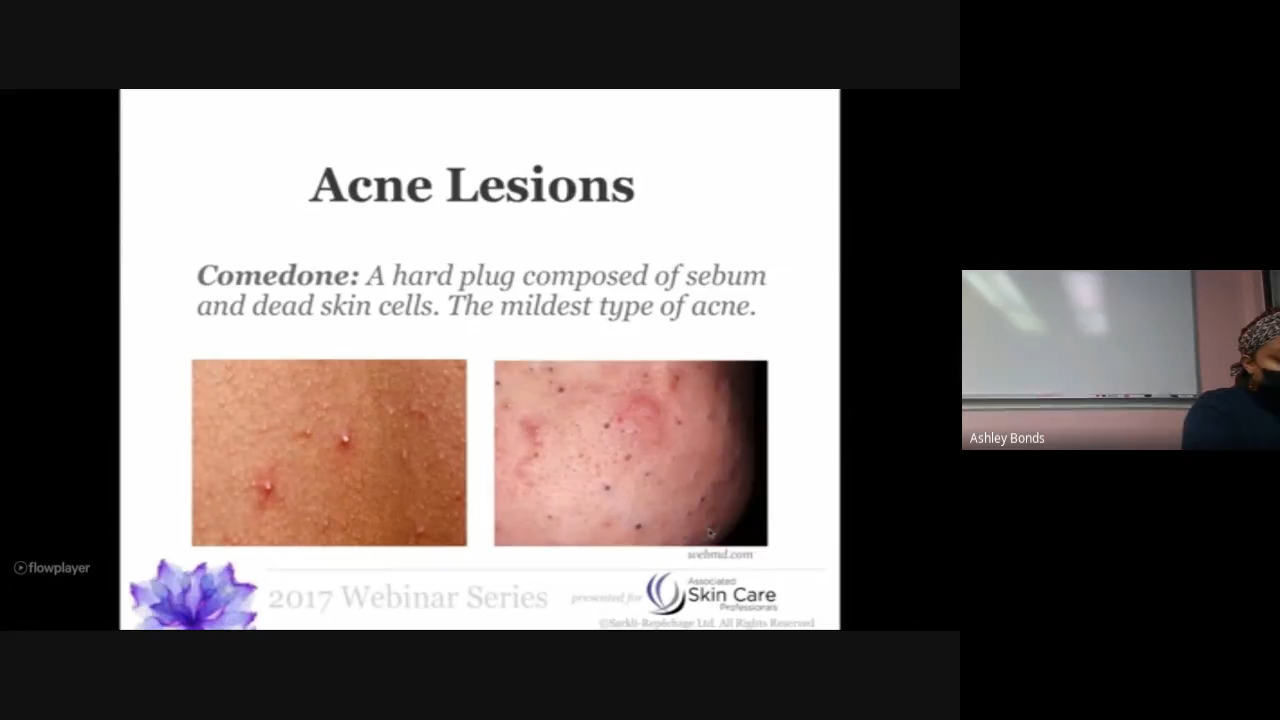 Acne Lesions
Comedone: A hard plug composed of sebum
and dead skin cells. The mildest type of acne.
webmd.com
flowplayer
2017 Webinar Series
presented for
Associated
Skin Care
Professionals
©Sarkli-Repêchage Ltd. All Rights Reserved
Ashley Bonds